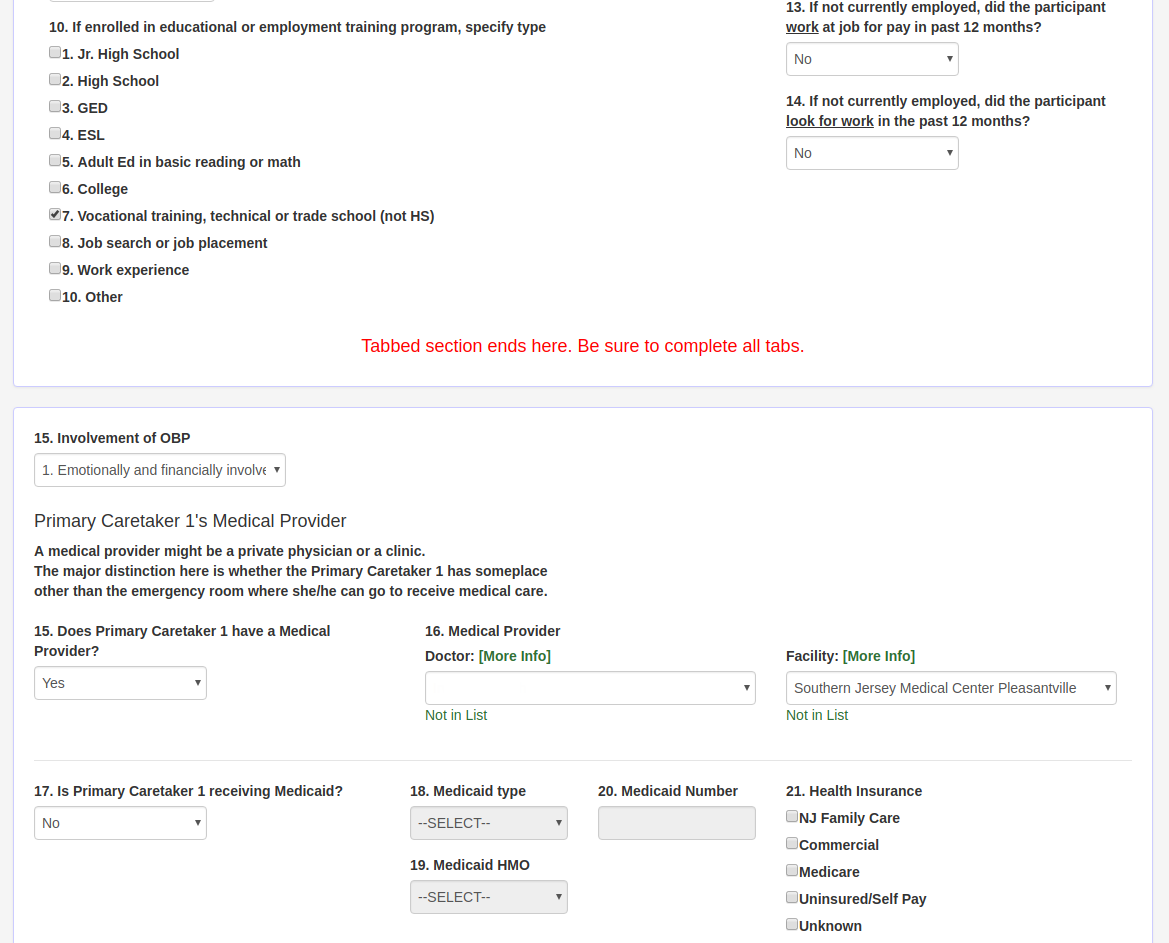 10. If enrolled in educational or employment training program, specify type
1. Jr. High School
2. High School
3. GED
4. ESL
5. Adult Ed in basic reading or math
6. College
7. Vocational training, technical or trade school (not HS)
8. Job search or job placement
9. Work experience
10. Other
13. If not currently employed, did the participant
work at job for pay in past 12 months?
No
14. If not currently employed, did the participant
look for work in the past 12 months?
No
Tabbed section ends here. Be sure to complete all tabs.
15. Involvement of OBP
1. Emotionally and financially involve
Primary Caretaker 1's Medical Provider
A medical provider might be a private physician or a clinic.
The major distinction here is whether the Primary Caretaker 1 has someplace
other than the emergency room where she/he can go to receive medical care.
15. Does Primary Caretaker 1 have a Medical
Provider?
Yes
16. Medical Provider
Doctor: [More Info]
Not in List
Facility: [More Info]
Southern Jersey Medical Center Pleasantville
Not in List
17. Is Primary Caretaker 1 receiving Medicaid?
No
18. Medicaid type
--SELECT--
19. Medicaid HMO
--SELECT--
20. Medicaid Number
21. Health Insurance
NJ Family Care
Commercial
Medicare
Uninsured/Self Pay
Unknown